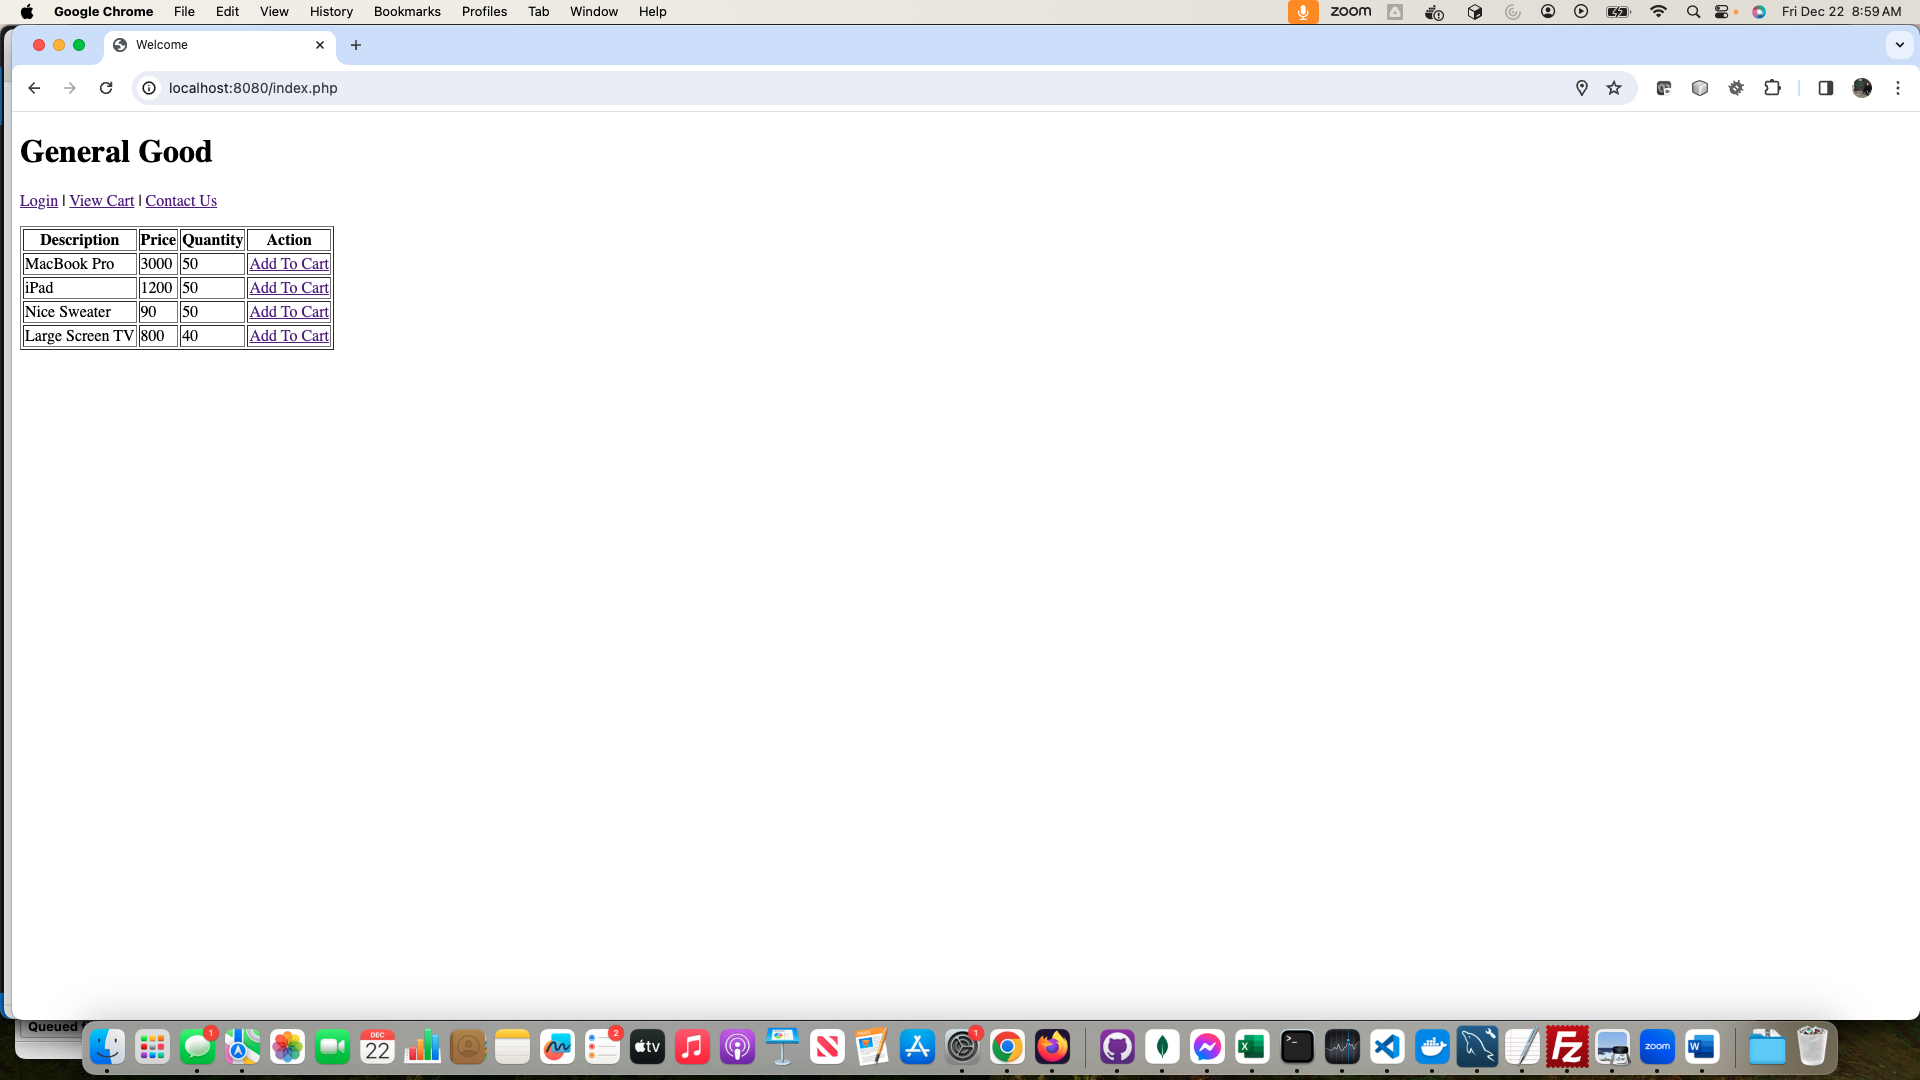 Google Chrome File Edit View History Bookmarks Profiles Tab Window Help zoom Fri Dec 22 8:59 AM
Welcome
localhost:8080/index.php
General Good
Login | View Cart | Contact Us
Description Price Quantity Action
MacBook Pro 3000 50 Add To Cart
iPad 1200 50 Add To Cart
Nice Sweater 90 50 Add To Cart
Large Screen TV 800 40 Add To Cart
Queued
1 DEC 22 2 tv 1 zoom W